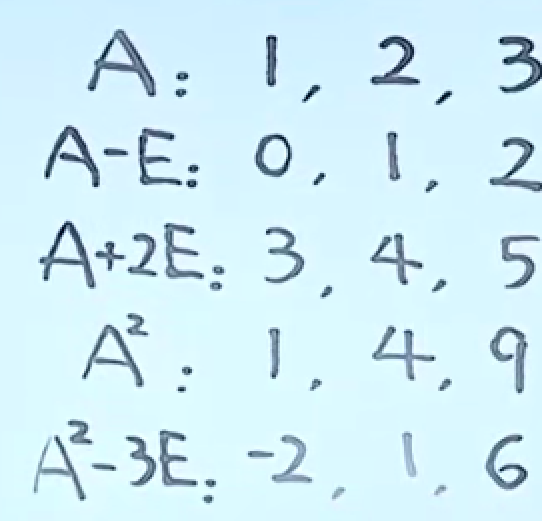 A: 1, 2, 3
A-E: 0, 1, 2
A+2E: 3, 4, 5
A²: 1, 4, 9
A²-3E: -2, 1, 6